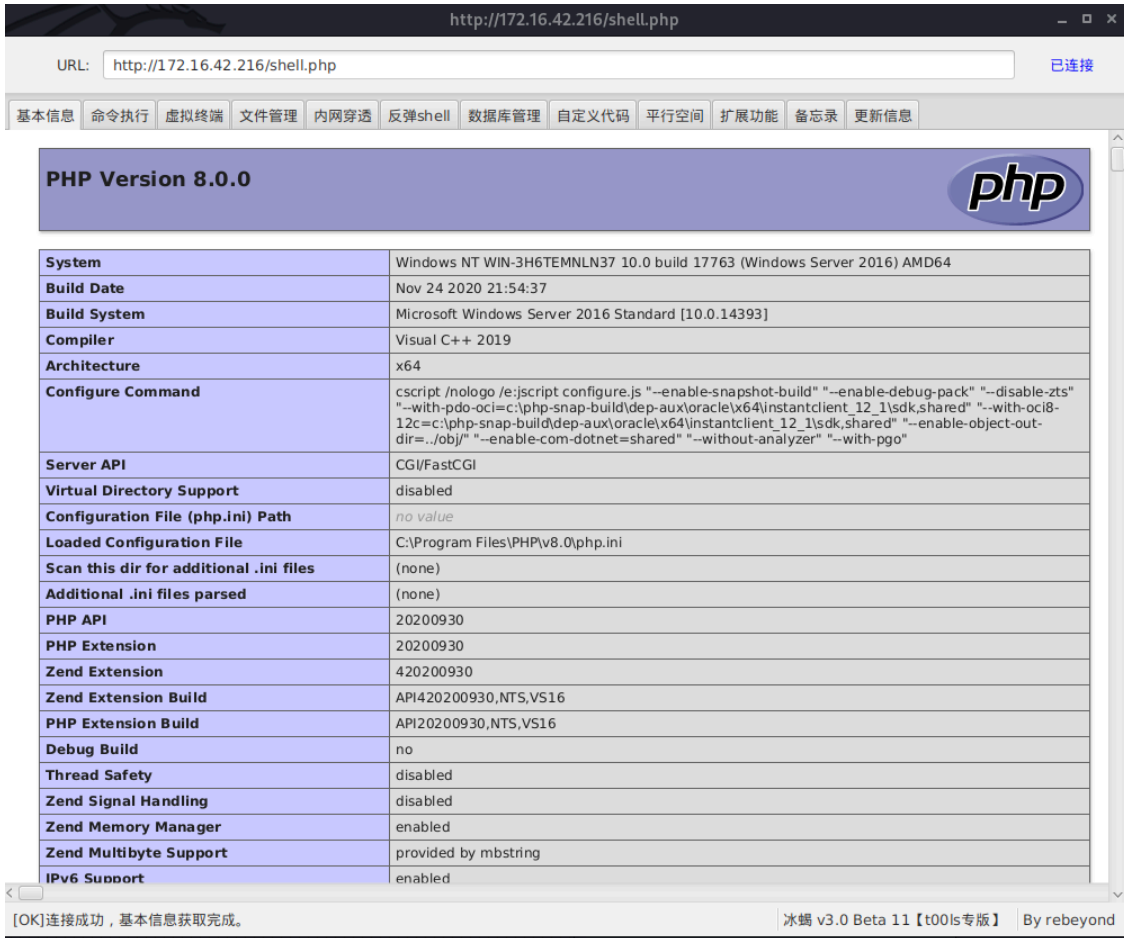 http://172.16.42.216/shell.php
URL: http://172.16.42.216/shell.php 已连接
基本信息 命令执行 虚拟终端 文件管理 内网穿透 反弹shell 数据库管理 自定义代码 平行空间 扩展功能 备忘录 更新信息
PHP Version 8.0.0
php
System Windows NT WIN-3H6TEMNLN37 10.0 build 17763 (Windows Server 2016) AMD64
Build Date Nov 24 2020 21:54:37
Build System Microsoft Windows Server 2016 Standard [10.0.14393]
Compiler Visual C++ 2019
Architecture x64
Configure Command cscript /nologo /e:jscript configure.js "--enable-snapshot-build" "--enable-debug-pack" "--disable-zts"
"--with-pdo-oci=c:\php-snap-build\dep-aux\oracle\x64\instantclient_12_1\sdk,shared" "--with-oci8-
12c=c:\php-snap-build\dep-aux\oracle\x64\instantclient_12_1\sdk,shared" "--enable-object-out-
dir=../obj/" "--enable-com-dotnet=shared" "--without-analyzer" "--with-pgo"
Server API CGI/FastCGI
Virtual Directory Support disabled
Configuration File (php.ini) Path no value
Loaded Configuration File C:\Program Files\PHP\v8.0\php.ini
Scan this dir for additional .ini files (none)
Additional .ini files parsed (none)
PHP API 20200930
PHP Extension 20200930
Zend Extension 420200930
Zend Extension Build API420200930,NTS,VS16
PHP Extension Build API20200930,NTS,VS16
Debug Build no
Thread Safety disabled
Zend Signal Handling disabled
Zend Memory Manager enabled
Zend Multibyte Support provided by mbstring
IPv6 Support enabled
[OK]连接成功，基本信息获取完成。 冰蝎 v3.0 Beta 11【t00ls专版】 By rebeyond